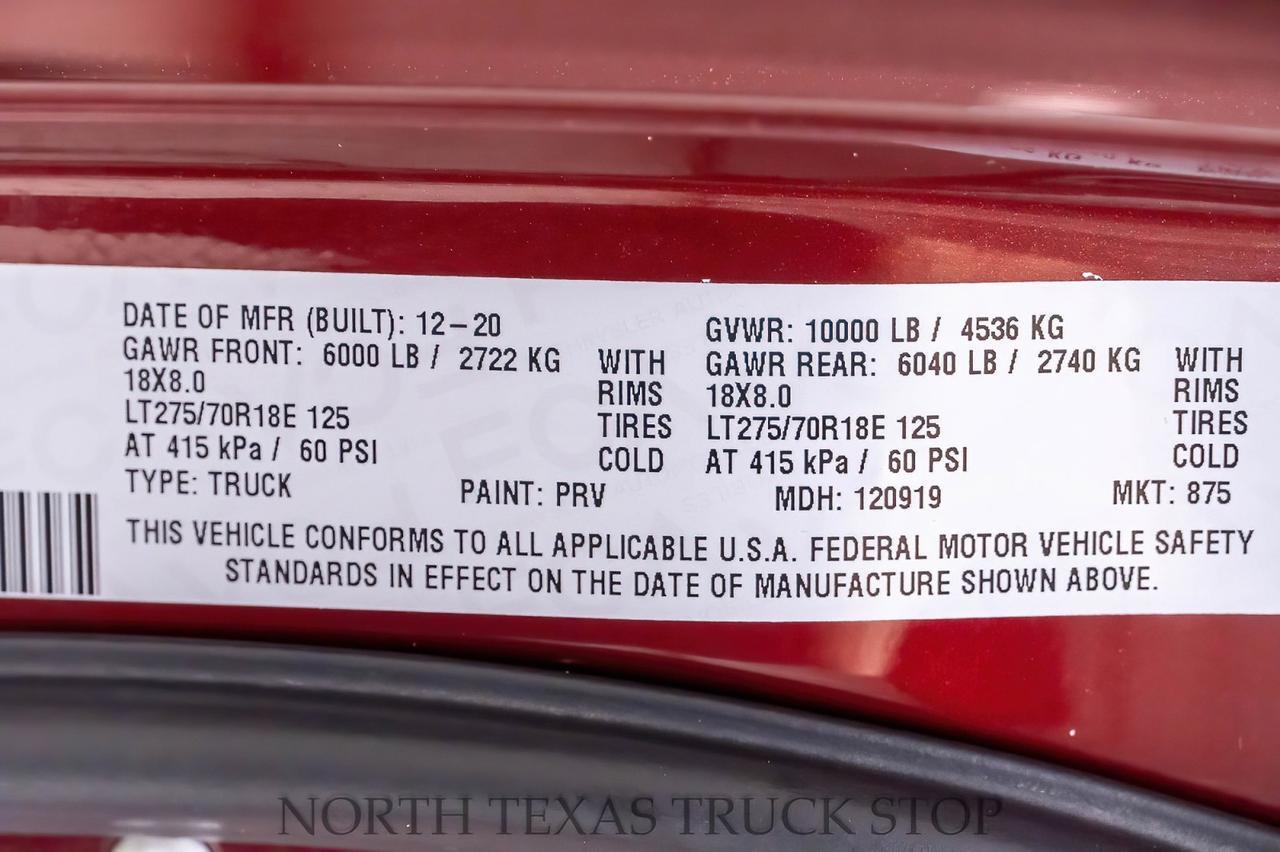 DATE OF MFR (BUILT): 12-20 GVWR: 10000 LB / 4536 KG
GAWR FRONT: 6000 LB / 2722 KG WITH GAWR REAR: 6040 LB / 2740 KG WITH
18X8.0 RIMS 18X8.0 RIMS
LT275/70R18E 125 TIRES LT275/70R18E 125 TIRES
AT 415 kPa / 60 PSI COLD AT 415 kPa / 60 PSI COLD
TYPE: TRUCK PAINT: PRV MDH: 120919 MKT: 875
THIS VEHICLE CONFORMS TO ALL APPLICABLE U.S.A. FEDERAL MOTOR VEHICLE SAFETY
STANDARDS IN EFFECT ON THE DATE OF MANUFACTURE SHOWN ABOVE.
NORTH TEXAS TRUCK STOP